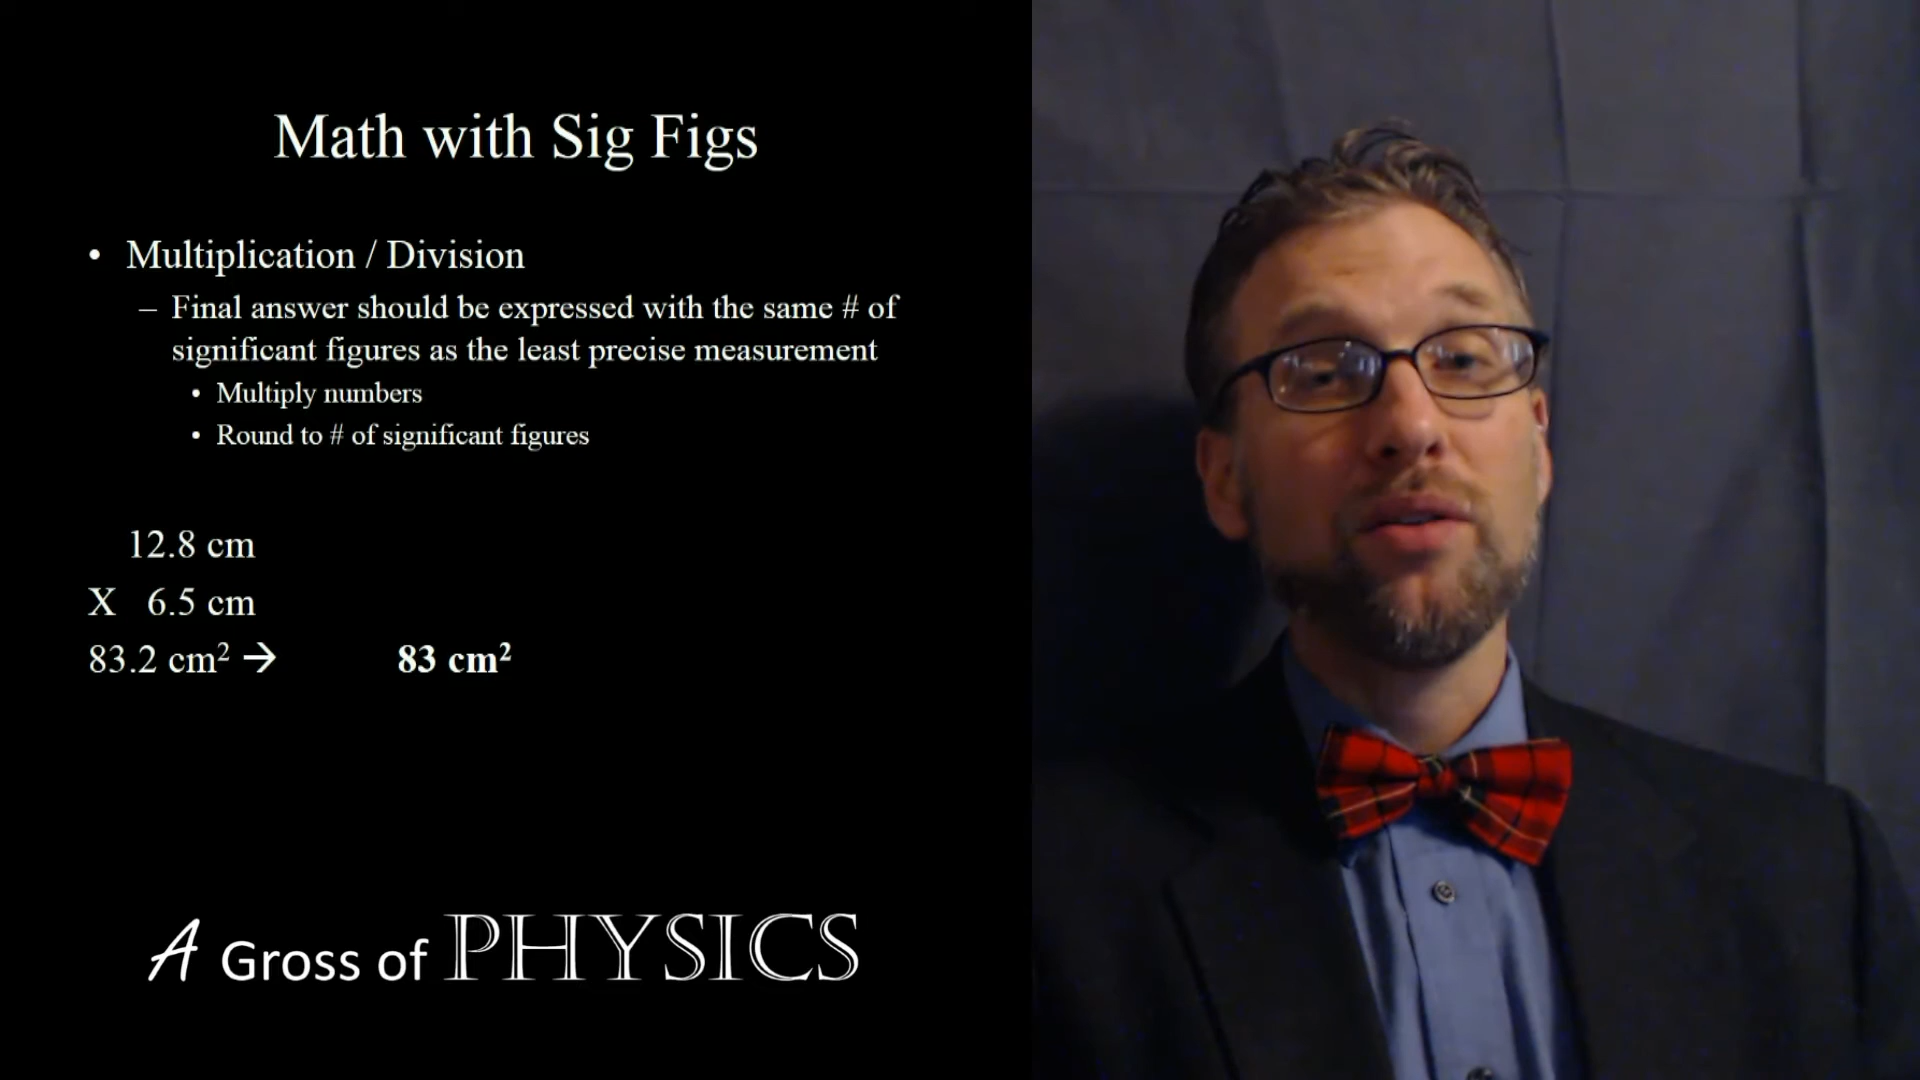 Math with Sig Figs
• Multiplication / Division
– Final answer should be expressed with the same # of
significant figures as the least precise measurement
• Multiply numbers
• Round to # of significant figures
12.8 cm
X 6.5 cm
83.2 cm² → 83 cm²
A Gross of PHYSICS